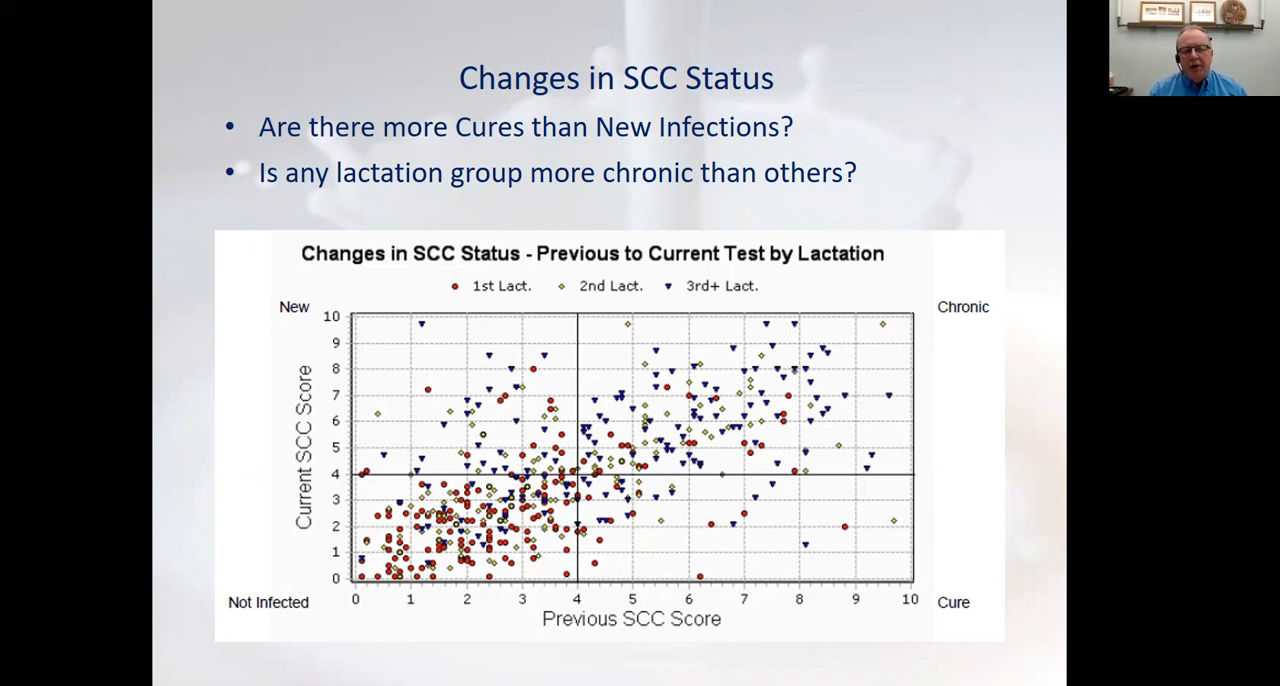 Changes in SCC Status
• Are there more Cures than New Infections?
• Is any lactation group more chronic than others?
Changes in SCC Status - Previous to Current Test by Lactation
1st Lact. 2nd Lact. 3rd+ Lact.
New
Chronic
10
9
8
7
6
5
4
3
2
1
0
Current SCC Score
Not Infected
0 1 2 3 4 5 6 7 8 9 10
Cure
Previous SCC Score